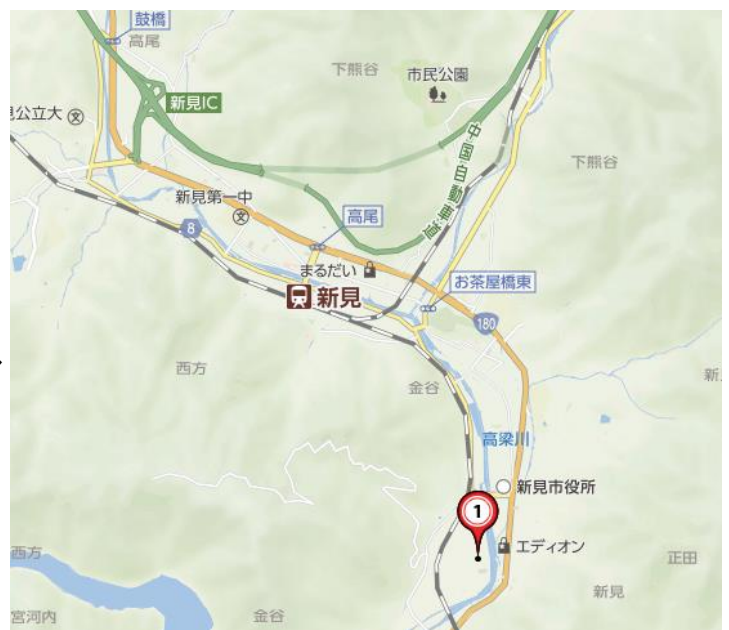 鼓橋
高尾
下熊谷
市民公園
新見IC
見公立大
中国自動車道
下熊谷
新見第一中
8
高尾
まるだい
お茶屋橋東
新見
180
西方
金谷
新見
高梁川
新見市役所
1
エディオン
西方
正田
新見
宮河内
金谷